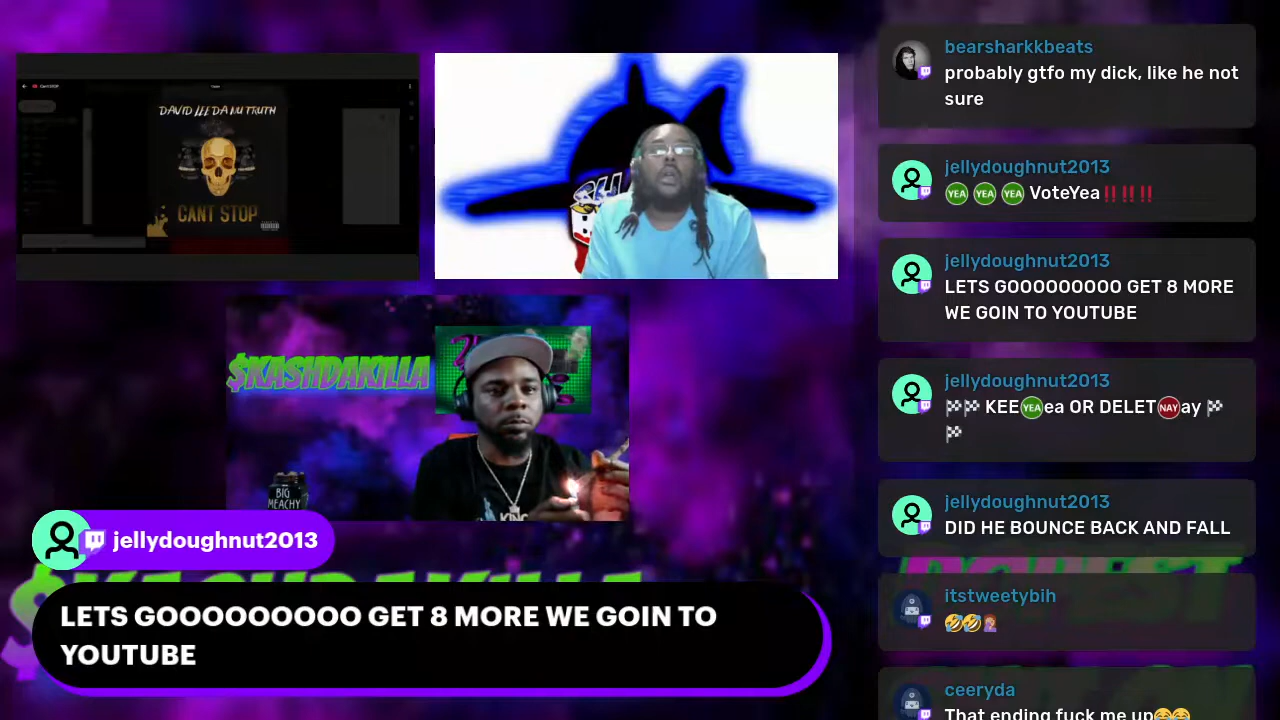 DAVID LEE DA NU TRUTH
CANT STOP
$KASHDAKILLA
BIG
MEACHY
KING
jellydoughnut2013
LETS GOOOOOOOOO GET 8 MORE WE GOIN TO
YOUTUBE
bearsharkkbeats
probably gtfo my dick, like he not
sure
jellydoughnut2013
YEA YEA YEA VoteYea‼️‼️‼️
jellydoughnut2013
LETS GOOOOOOOOO GET 8 MORE
WE GOIN TO YOUTUBE
jellydoughnut2013
🏁🏁 KEEYEAea OR DELETNAYay 🏁
🏁
jellydoughnut2013
DID HE BOUNCE BACK AND FALL
itstweetybih
🤣🤣🤦🏽‍♀️
ceeryda
That ending fuck me up😂😂